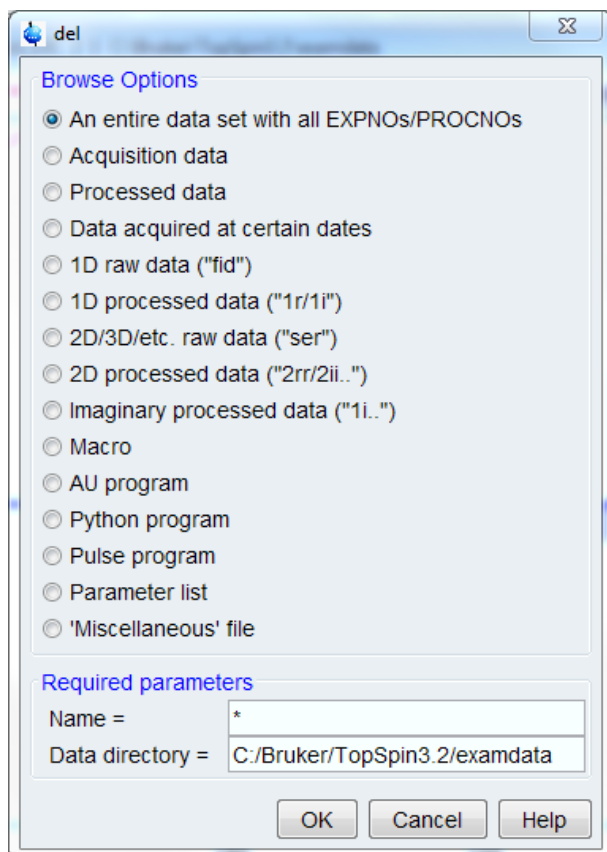 del
Browse Options
An entire data set with all EXPNOs/PROCNOs
Acquisition data
Processed data
Data acquired at certain dates
1D raw data ("fid")
1D processed data ("1r/1i")
2D/3D/etc. raw data ("ser")
2D processed data ("2rr/2ii..")
Imaginary processed data ("1i..")
Macro
AU program
Python program
Pulse program
Parameter list
'Miscellaneous' file
Required parameters
Name = *
Data directory = C:/Bruker/TopSpin3.2/examdata
OK Cancel Help